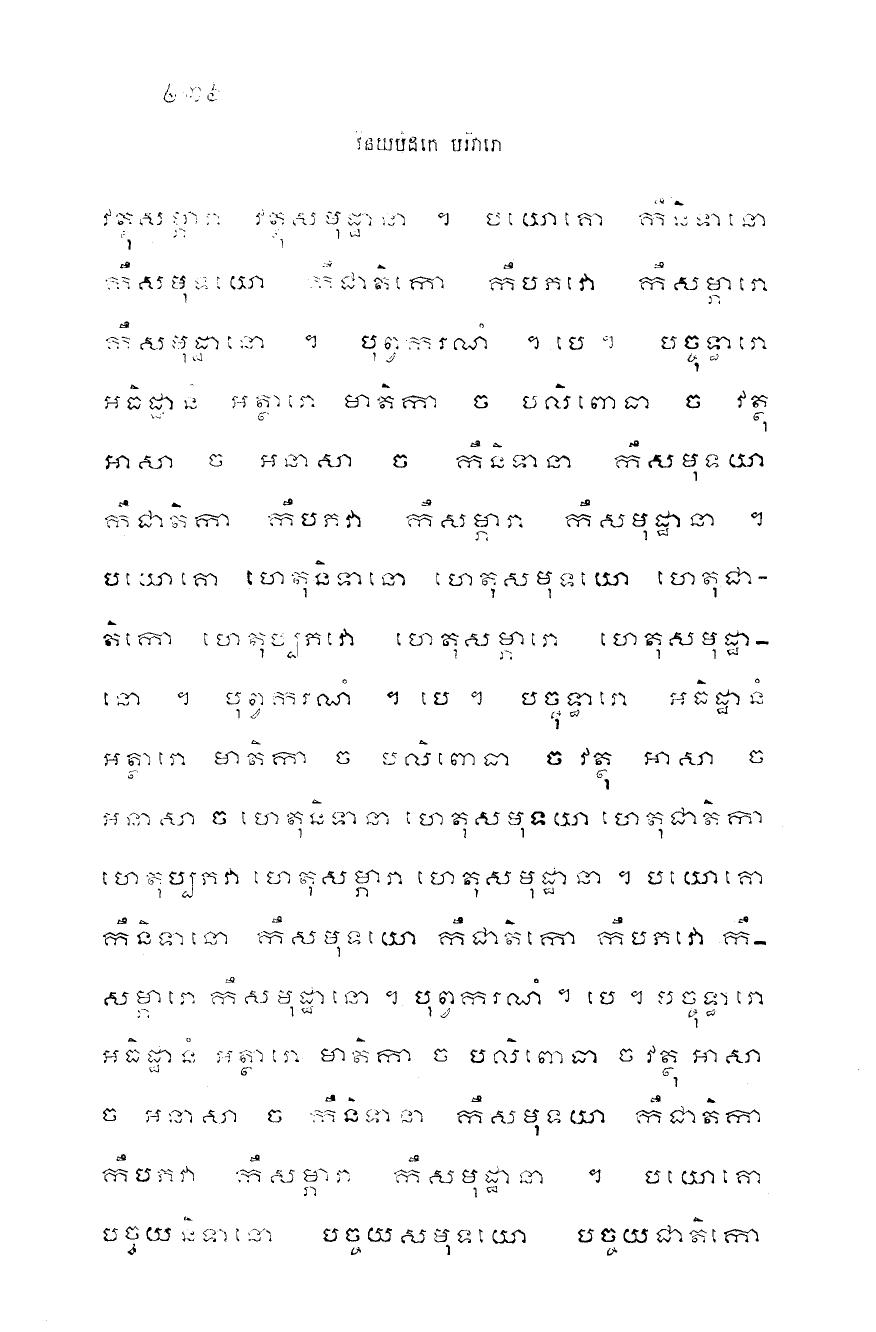 វិនយបិដកេ បរិវារោ
វត្ថុសម្ភារា វត្ថុសមុដ្ឋានា ។ បយោគោ កឹនិទានោ
កឹសមុទយោ កឹជាតិកោ កឹបភវោ កឹសម្ភារោ
កឹសមុដ្ឋានោ ។ បុព្វករណំ ។ បេ ។ បច្ចុទ្ធារោ
អធិដ្ឋានំ អត្ថារោ មាតិកា ច បលិពោធា ច វត្ថុ
អាសា ច អនាសា ច កឹនិទានា កឹសមុទយា
កឹជាតិកា កឹបភវា កឹសម្ភារា កឹសមុដ្ឋានា ។
បយោគោ ហេតុនិទានោ ហេតុសមុទយោ ហេតុជា-
តិកោ ហេតុប្បភវោ ហេតុសម្ភារោ ហេតុសមុដ្ឋា-
នោ ។ បុព្វករណំ ។ បេ ។ បច្ចុទ្ធារោ អធិដ្ឋានំ
អត្ថារោ មាតិកា ច បលិពោធា ច វត្ថុ អាសា ច
អនាសា ច ហេតុនិទានា ហេតុសមុទយា ហេតុជាតិកា
ហេតុប្បភវា ហេតុសម្ភារា ហេតុសមុដ្ឋានា ។ បយោគោ
កឹនិទានោ កឹសមុទយោ កឹជាតិកោ កឹបភវោ កឹ-
សម្ភារោ កឹសមុដ្ឋានោ ។ បុព្វករណំ ។ បេ ។ បច្ចុទ្ធារោ
អធិដ្ឋានំ អត្ថារោ មាតិកា ច បលិពោធា ច វត្ថុ អាសា
ច អនាសា ច កឹនិទានា កឹសមុទយា កឹជាតិកា
កឹបភវា កឹសម្ភារា កឹសមុដ្ឋានា ។ បយោគោ
បច្ចយនិទានោ បច្ចយសមុទយោ បច្ចយជាតិកោ